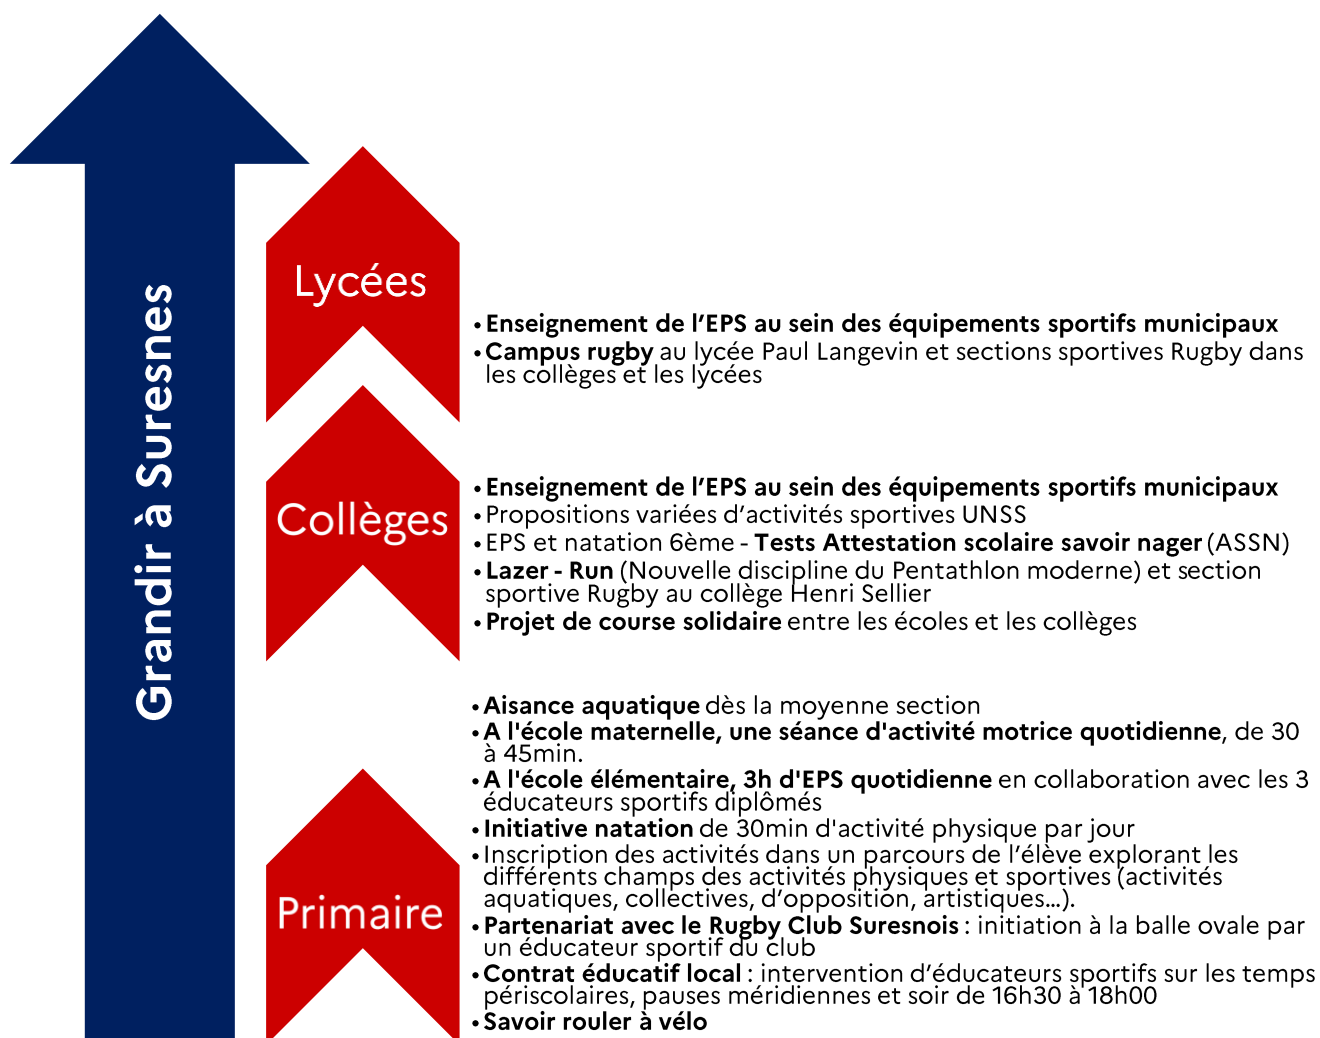 Grandir à Suresnes
Lycées
• Enseignement de l’EPS au sein des équipements sportifs municipaux
• Campus rugby au lycée Paul Langevin et sections sportives Rugby dans
les collèges et les lycées
Collèges
• Enseignement de l’EPS au sein des équipements sportifs municipaux
• Propositions variées d’activités sportives UNSS
• EPS et natation 6ème - Tests Attestation scolaire savoir nager (ASSN)
• Lazer - Run (Nouvelle discipline du Pentathlon moderne) et section
sportive Rugby au collège Henri Sellier
• Projet de course solidaire entre les écoles et les collèges
Primaire
• Aisance aquatique dès la moyenne section
• A l'école maternelle, une séance d'activité motrice quotidienne, de 30
à 45min.
• A l'école élémentaire, 3h d'EPS quotidienne en collaboration avec les 3
éducateurs sportifs diplômés
• Initiative natation de 30min d'activité physique par jour
• Inscription des activités dans un parcours de l’élève explorant les
différents champs des activités physiques et sportives (activités
aquatiques, collectives, d’opposition, artistiques…).
• Partenariat avec le Rugby Club Suresnois : initiation à la balle ovale par
un éducateur sportif du club
• Contrat éducatif local : intervention d’éducateurs sportifs sur les temps
périscolaires, pauses méridiennes et soir de 16h30 à 18h00
• Savoir rouler à vélo